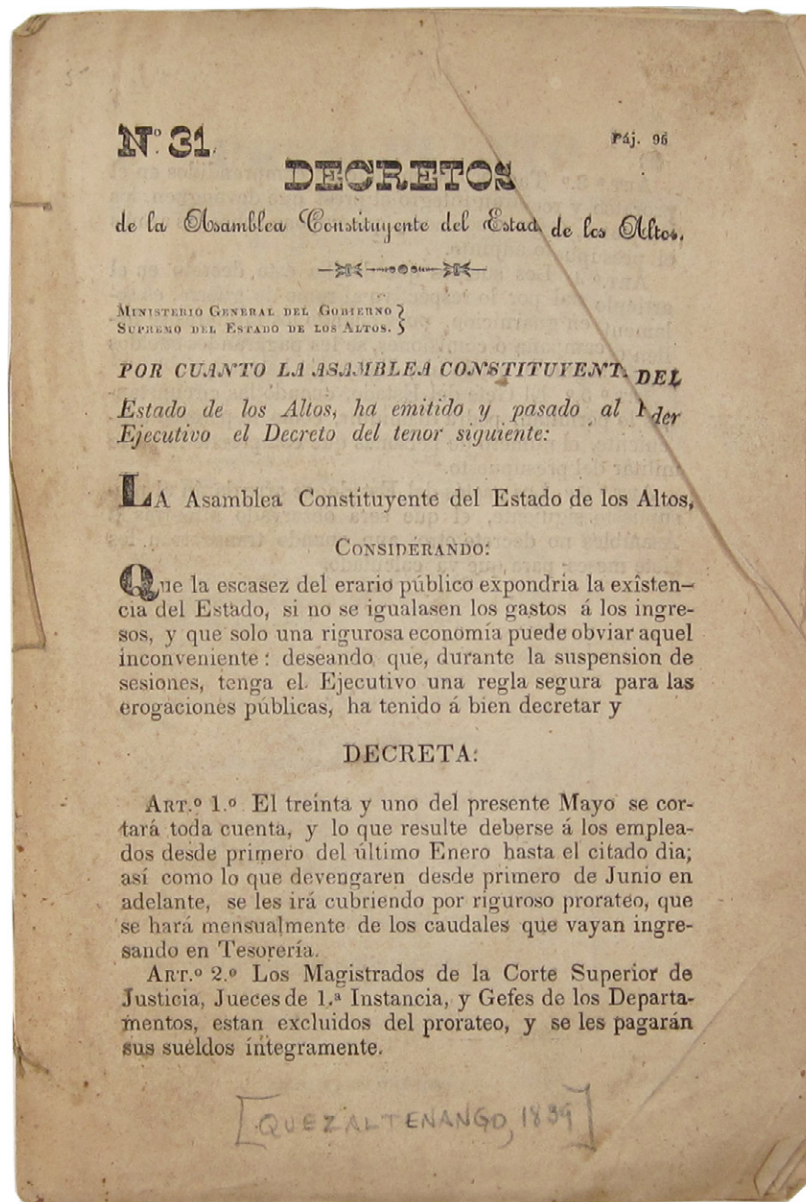 Nº 31.
Páj. 96
DECRETOS
de la Asamblea Constituyente del Estad de los Altos.
MINISTERIO GENERAL DEL GOBIERNO
SUPREMO DEL ESTADO DE LOS ALTOS.
POR CUANTO LA ASAMBLEA CONSTITUYENT. DEL
Estado de los Altos, ha emitido y pasado al der
Ejecutivo el Decreto del tenor siguiente:
LA Asamblea Constituyente del Estado de los Altos,
CONSIDERANDO:
Que la escasez del erario público expondria la existen-
cia del Estado, si no se igualasen los gastos á los ingre-
sos, y que solo una rigurosa economía puede obviar aquel
inconveniente: deseando que, durante la suspension de
sesiones, tenga el Ejecutivo una regla segura para las
erogaciones públicas, ha tenido á bien decretar y
DECRETA:
ART.º 1.º El treinta y uno del presente Mayo se cor-
tará toda cuenta, y lo que resulte deberse á los emplea-
dos desde primero del último Enero hasta el citado dia;
así como lo que devengaren desde primero de Junio en
adelante, se les irá cubriendo por riguroso prorateo, que
se hará mensualmente de los caudales que vayan ingre-
sando en Tesorería.
ART.º 2.º Los Magistrados de la Corte Superior de
Justicia, Jueces de 1.ª Instancia, y Gefes de los Departa-
mentos, estan excluidos del prorateo, y se les pagarán
sus sueldos íntegramente.
[QUEZALTENANGO, 1839]